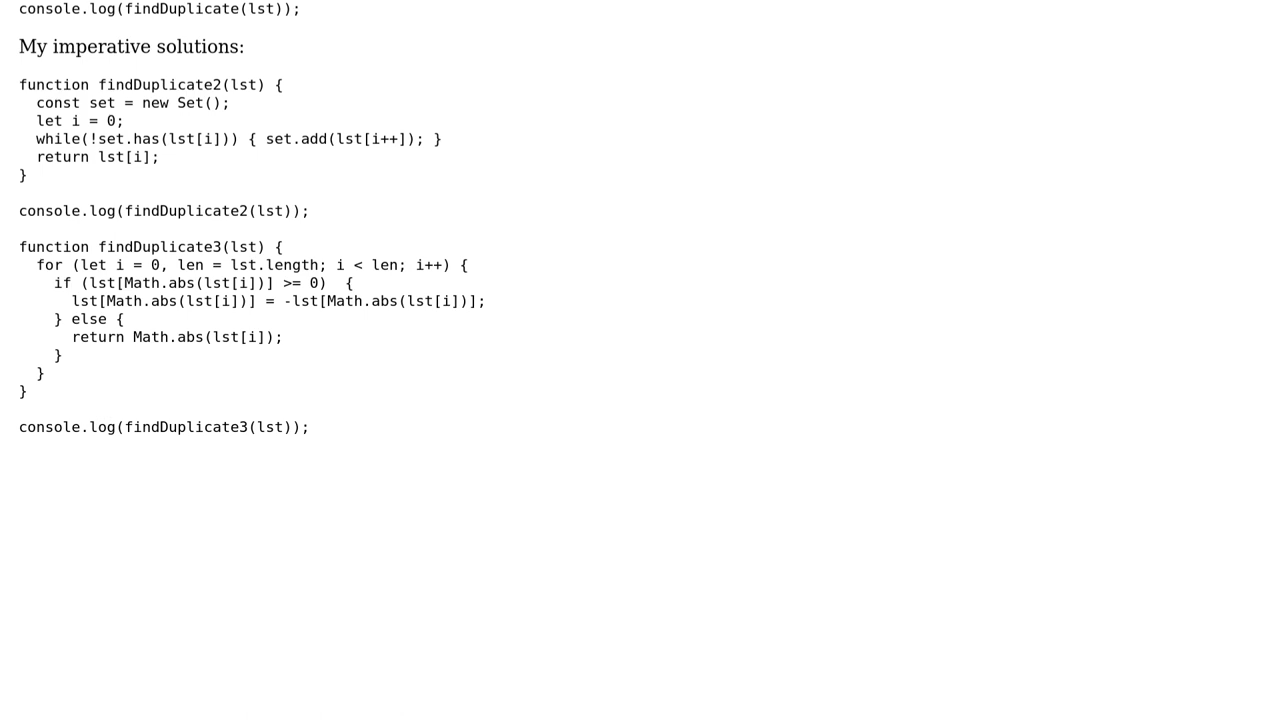 console.log(findDuplicate(lst));
My imperative solutions:
function findDuplicate2(lst) {
  const set = new Set();
  let i = 0;
  while(!set.has(lst[i])) { set.add(lst[i++]); }
  return lst[i];
}
console.log(findDuplicate2(lst));
function findDuplicate3(lst) {
  for (let i = 0, len = lst.length; i < len; i++) {
    if (lst[Math.abs(lst[i])] >= 0)  {
      lst[Math.abs(lst[i])] = -lst[Math.abs(lst[i])];
    } else {
      return Math.abs(lst[i]);
    }
  }
}
console.log(findDuplicate3(lst));